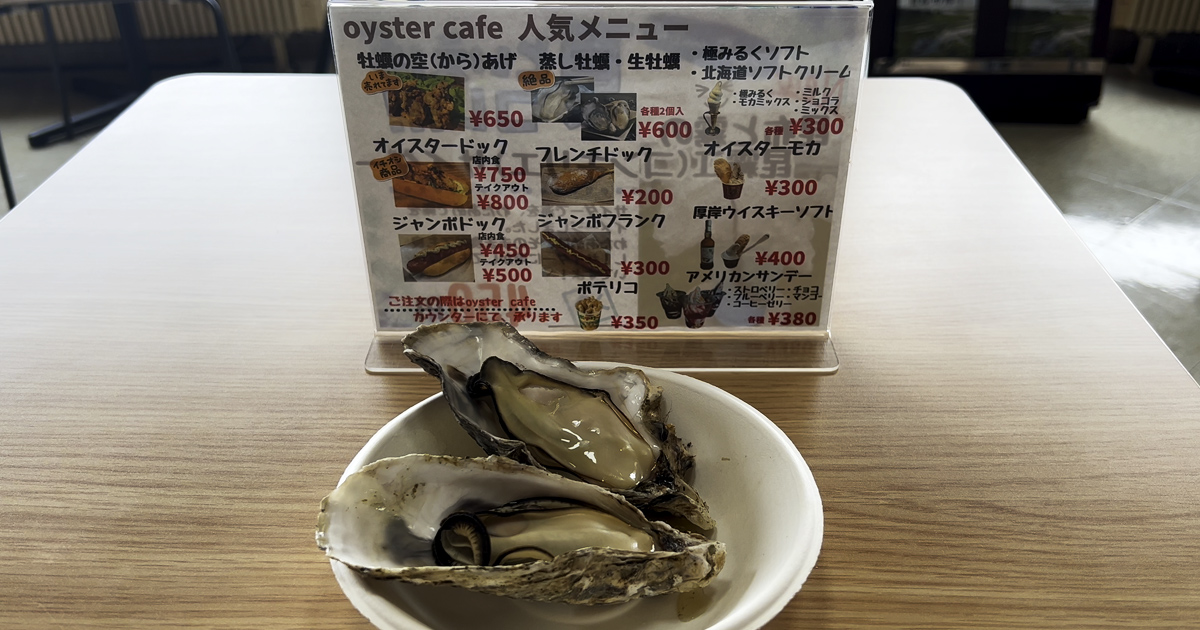 oyster cafe 人気メニュー
牡蠣の空(から)あげ
いま
売れてます
¥650
蒸し牡蠣・生牡蠣
絶品
各種2個入
¥600
・極みるくソフト
・北海道ソフトクリーム
・極みるく ・ミルク
・モカミックス ・ショコラ
・ミックス
各種 ¥300
オイスタードック
イチオシ
商品
店内食
¥750
テイクアウト
¥800
フレンチドック
¥200
オイスターモカ
¥300
ジャンボドック
店内食
¥450
テイクアウト
¥500
ジャンボフランク
¥300
厚岸ウイスキーソフト
¥400
ポテリコ
¥350
アメリカンサンデー
・ストロベリー・チョコ
・ブルーベリー・マンゴー
・コーヒーゼリー
各種 ¥380
ご注文の際はoyster cafe
カウンターにて、承ります